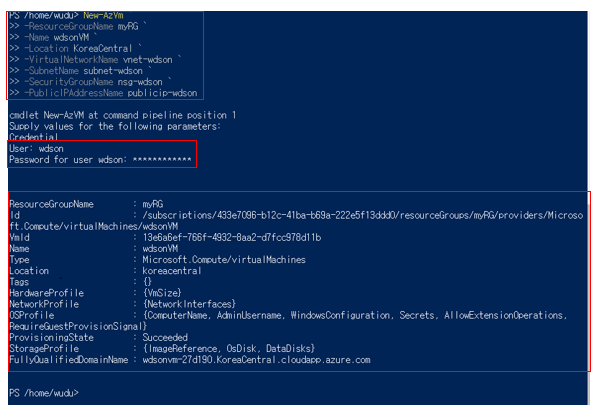 PS /home/wudu> New-AzVm
>> -ResourceGroupName myRG `
>> -Name wdsonVM `
>> -Location KoreaCentral `
>> -VirtualNetworkName vnet-wdson `
>> -SubnetName subnet-wdson `
>> -SecurityGroupName nsg-wdson `
>> -PublicIPAddressName publicip-wdson
cmdlet New-AzVM at command pipeline position 1
Supply values for the following parameters:
Credential
User: wdson
Password for user wdson: ************
ResourceGroupName : myRG
Id : /subscriptions/433e7096-b12c-41ba-b69a-222e5f13ddd0/resourceGroups/myRG/providers/Microso
ft.Compute/virtualMachines/wdsonVM
VmId : 13e6a6ef-766f-4932-8aa2-d7fcc978d11b
Name : wdsonVM
Type : Microsoft.Compute/virtualMachines
Location : koreacentral
Tags : {}
HardwareProfile : {VmSize}
NetworkProfile : {NetworkInterfaces}
OSProfile : {ComputerName, AdminUsername, WindowsConfiguration, Secrets, AllowExtensionOperations,
RequireGuestProvisionSignal}
ProvisioningState : Succeeded
StorageProfile : {ImageReference, OsDisk, DataDisks}
FullyQualifiedDomainName : wdsonvm-27d190.KoreaCentral.cloudapp.azure.com
PS /home/wudu>